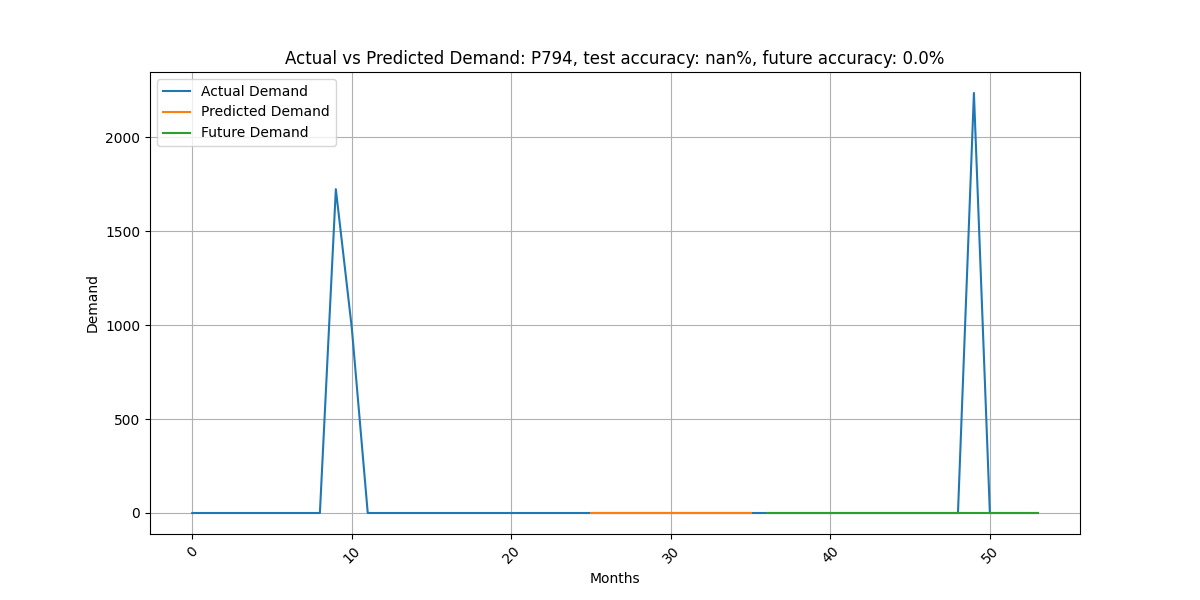 Actual vs Predicted Demand: P794, test accuracy: nan%, future accuracy: 0.0%
Actual Demand
Predicted Demand
Future Demand
Demand
2000
1500
1000
500
0
0 10 20 30 40 50
Months